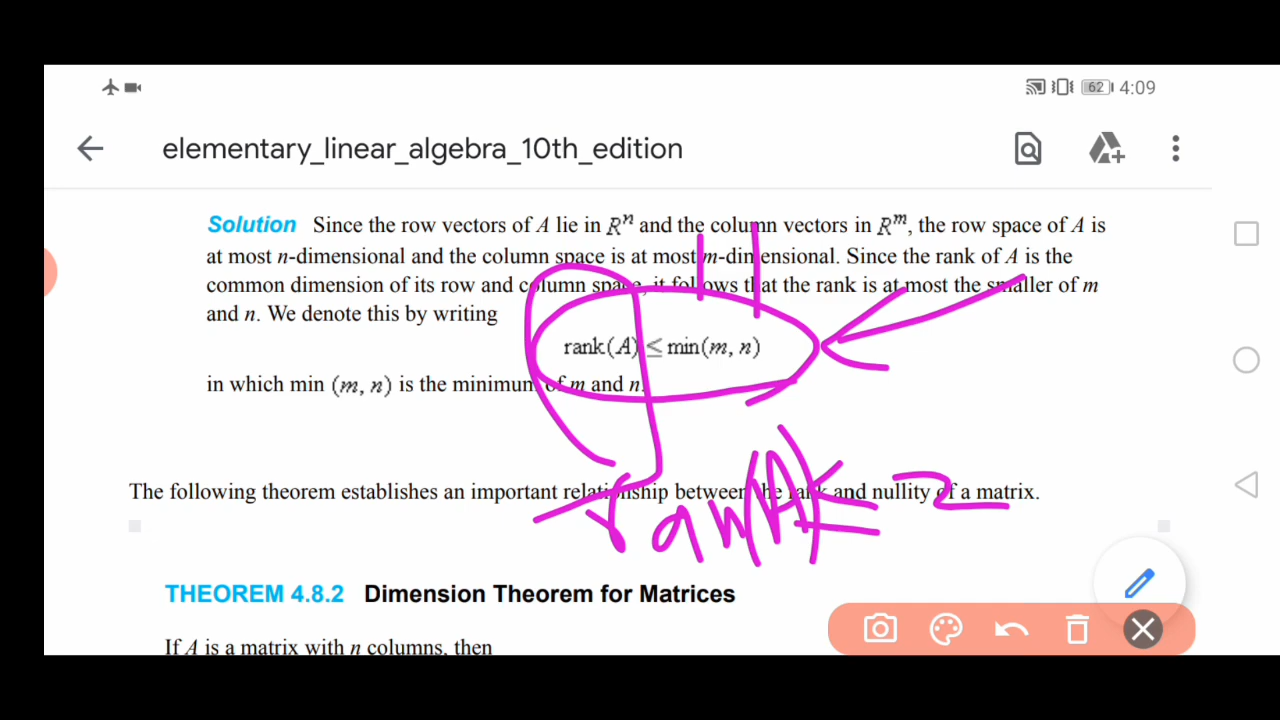 62 4:09
elementary_linear_algebra_10th_edition
Solution Since the row vectors of A lie in Rⁿ and the column vectors in Rᵐ, the row space of A is
at most n-dimensional and the column space is at most m-dimensional. Since the rank of A is the
common dimension of its row and column space, it follows that the rank is at most the smaller of m
and n. We denote this by writing
rank(A) ≤ min(m, n)
in which min (m, n) is the minimum of m and n.
The following theorem establishes an important relationship between the rank and nullity of a matrix.
ran(A) ≤ 2
THEOREM 4.8.2 Dimension Theorem for Matrices
If A is a matrix with n columns, then